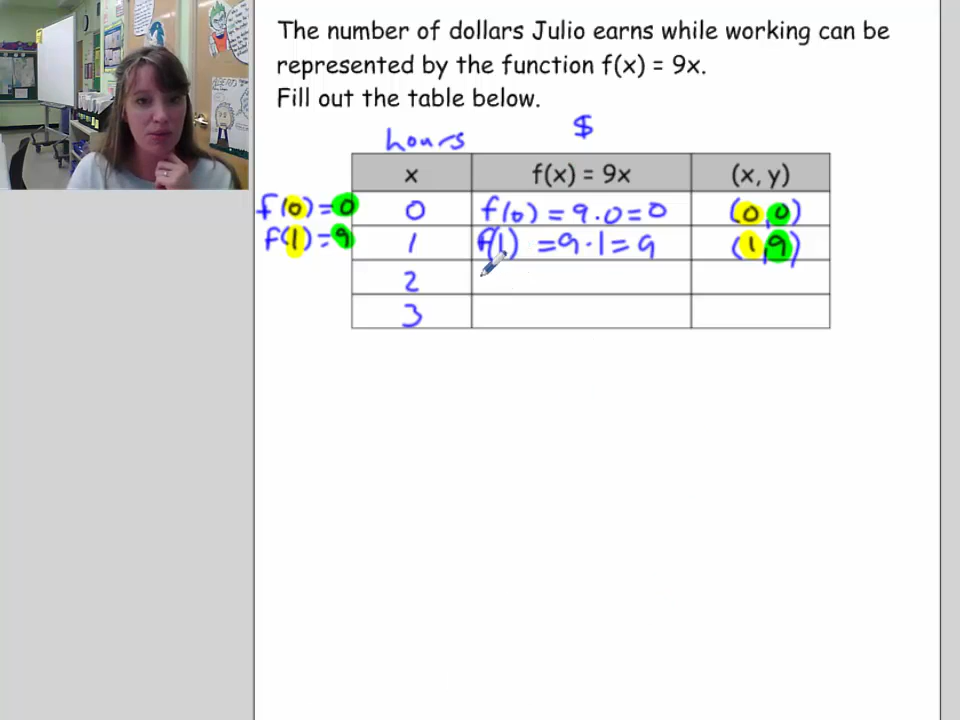 The number of dollars Julio earns while working can be
represented by the function f(x) = 9x.
Fill out the table below.
hours $
x f(x) = 9x (x, y)
f(0) = 0 0 f(0) = 9 · 0 = 0 (0, 0)
f(1) = 9 1 f(1) = 9 · 1 = 9 (1, 9)
2
3